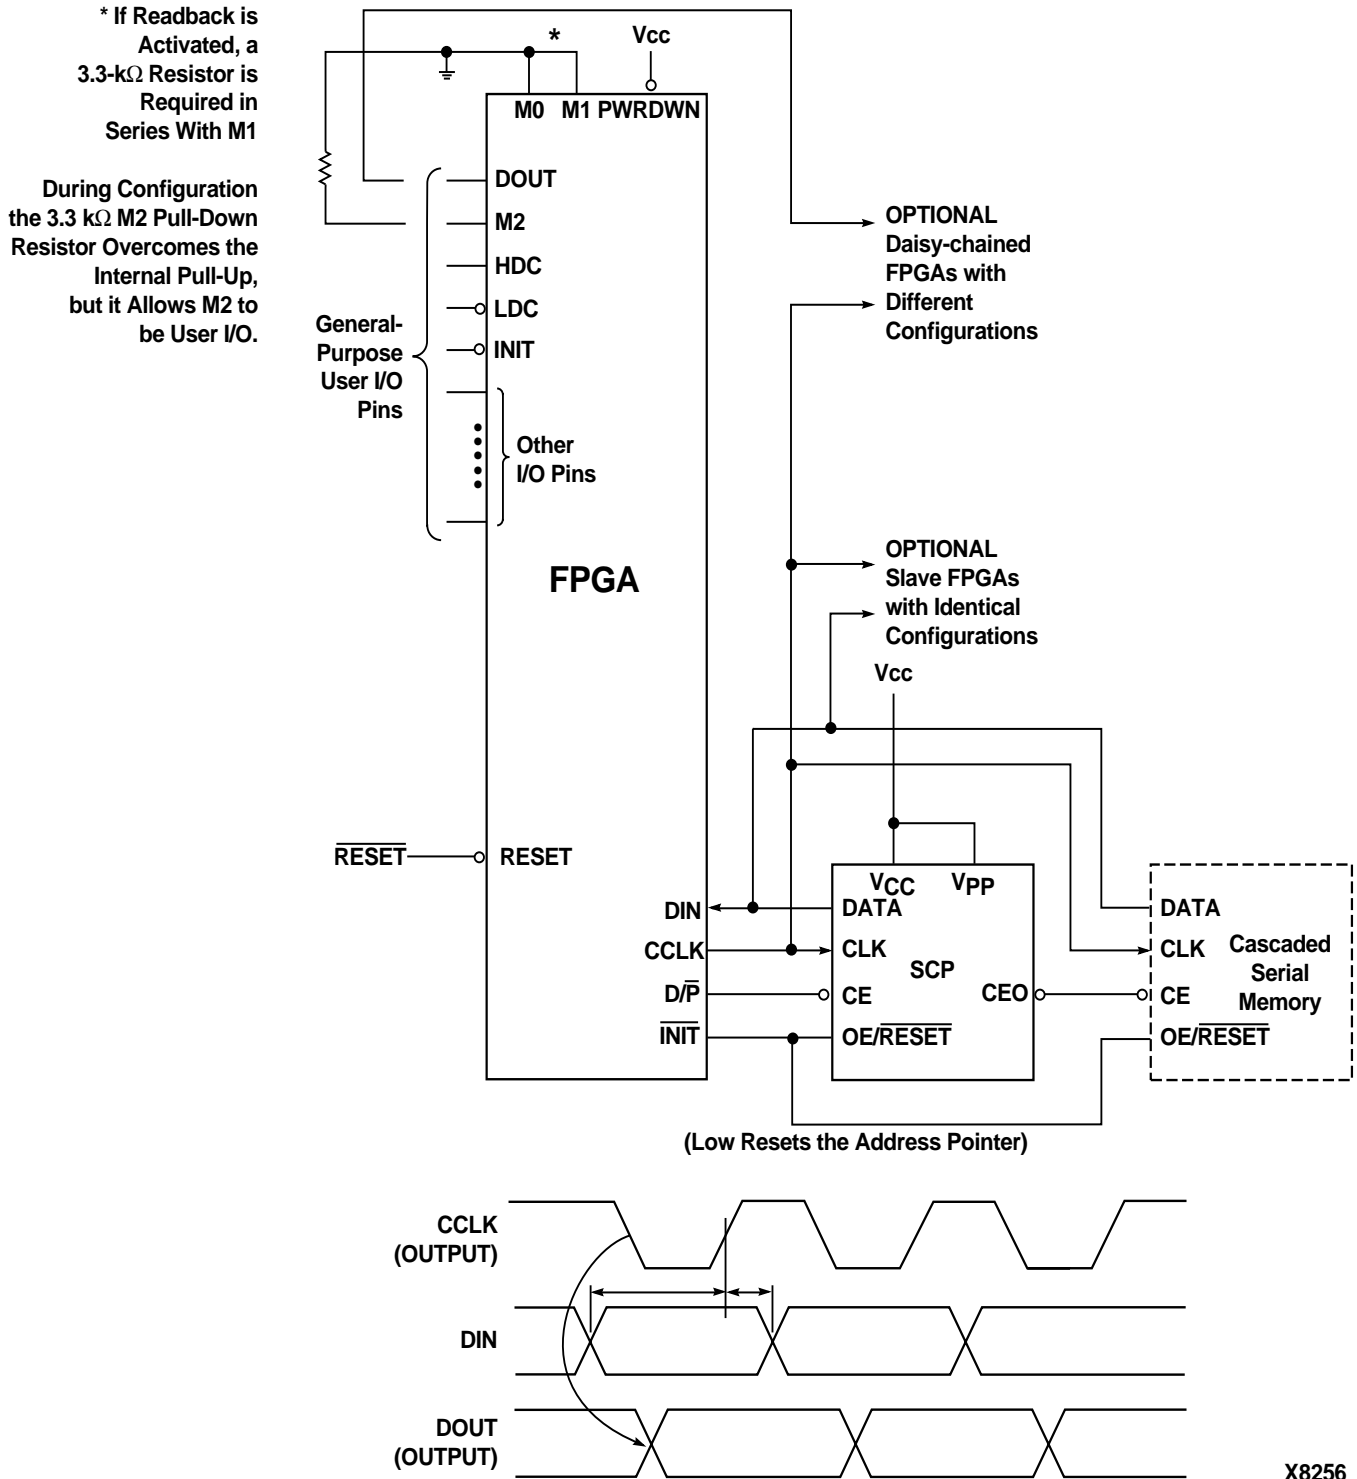 * If Readback is
Activated, a
3.3-kΩ Resistor is
Required in
Series With M1
During Configuration
the 3.3 kΩ M2 Pull-Down
Resistor Overcomes the
Internal Pull-Up,
but it Allows M2 to
be User I/O.
*
Vcc
M0 M1 PWRDWN
DOUT
M2
HDC
LDC
INIT
General-
Purpose
User I/O
Pins
Other
I/O Pins
FPGA
OPTIONAL
Daisy-chained
FPGAs with
Different
Configurations
OPTIONAL
Slave FPGAs
with Identical
Configurations
Vcc
RESET
RESET
DIN
CCLK
D/P
INIT
VCC
VPP
DATA
CLK
SCP
CE
CEO
OE/RESET
DATA
CLK
Cascaded
Serial
Memory
CE
OE/RESET
(Low Resets the Address Pointer)
CCLK
(OUTPUT)
DIN
DOUT
(OUTPUT)
X8256